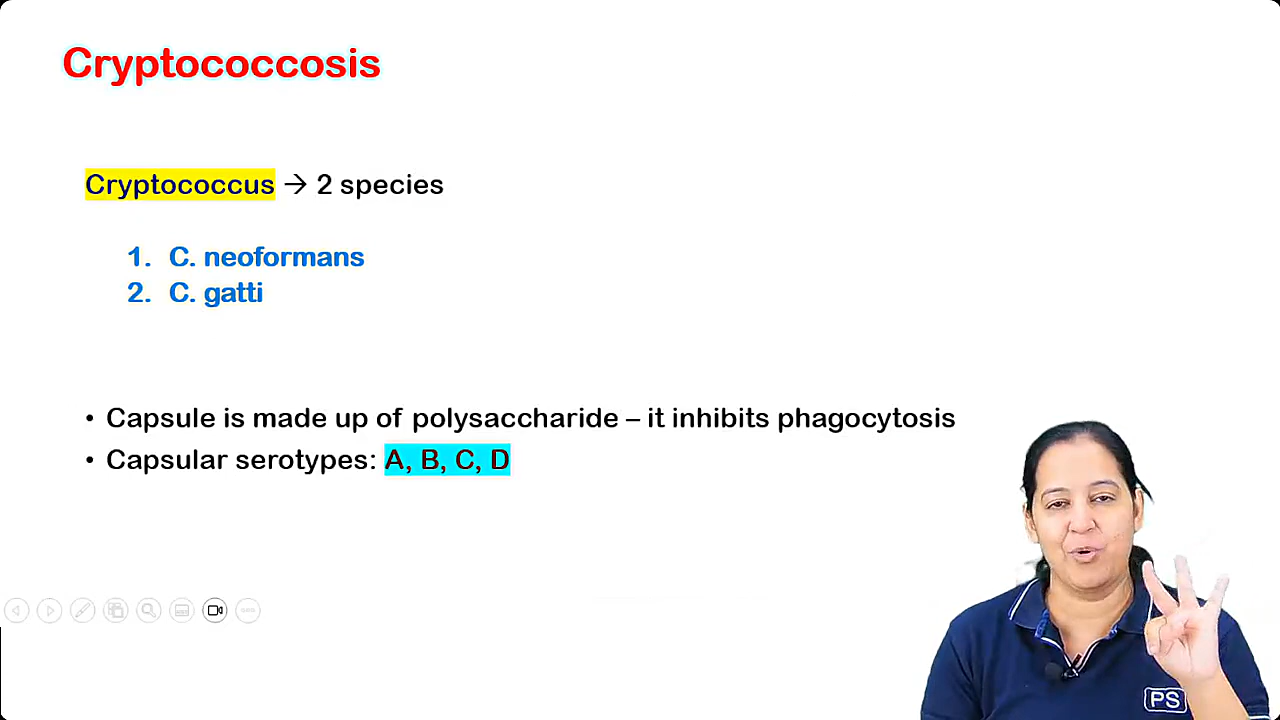 Cryptococcosis
Cryptococcus → 2 species
1. C. neoformans
2. C. gatti
• Capsule is made up of polysaccharide – it inhibits phagocytosis
• Capsular serotypes: A, B, C, D
PS